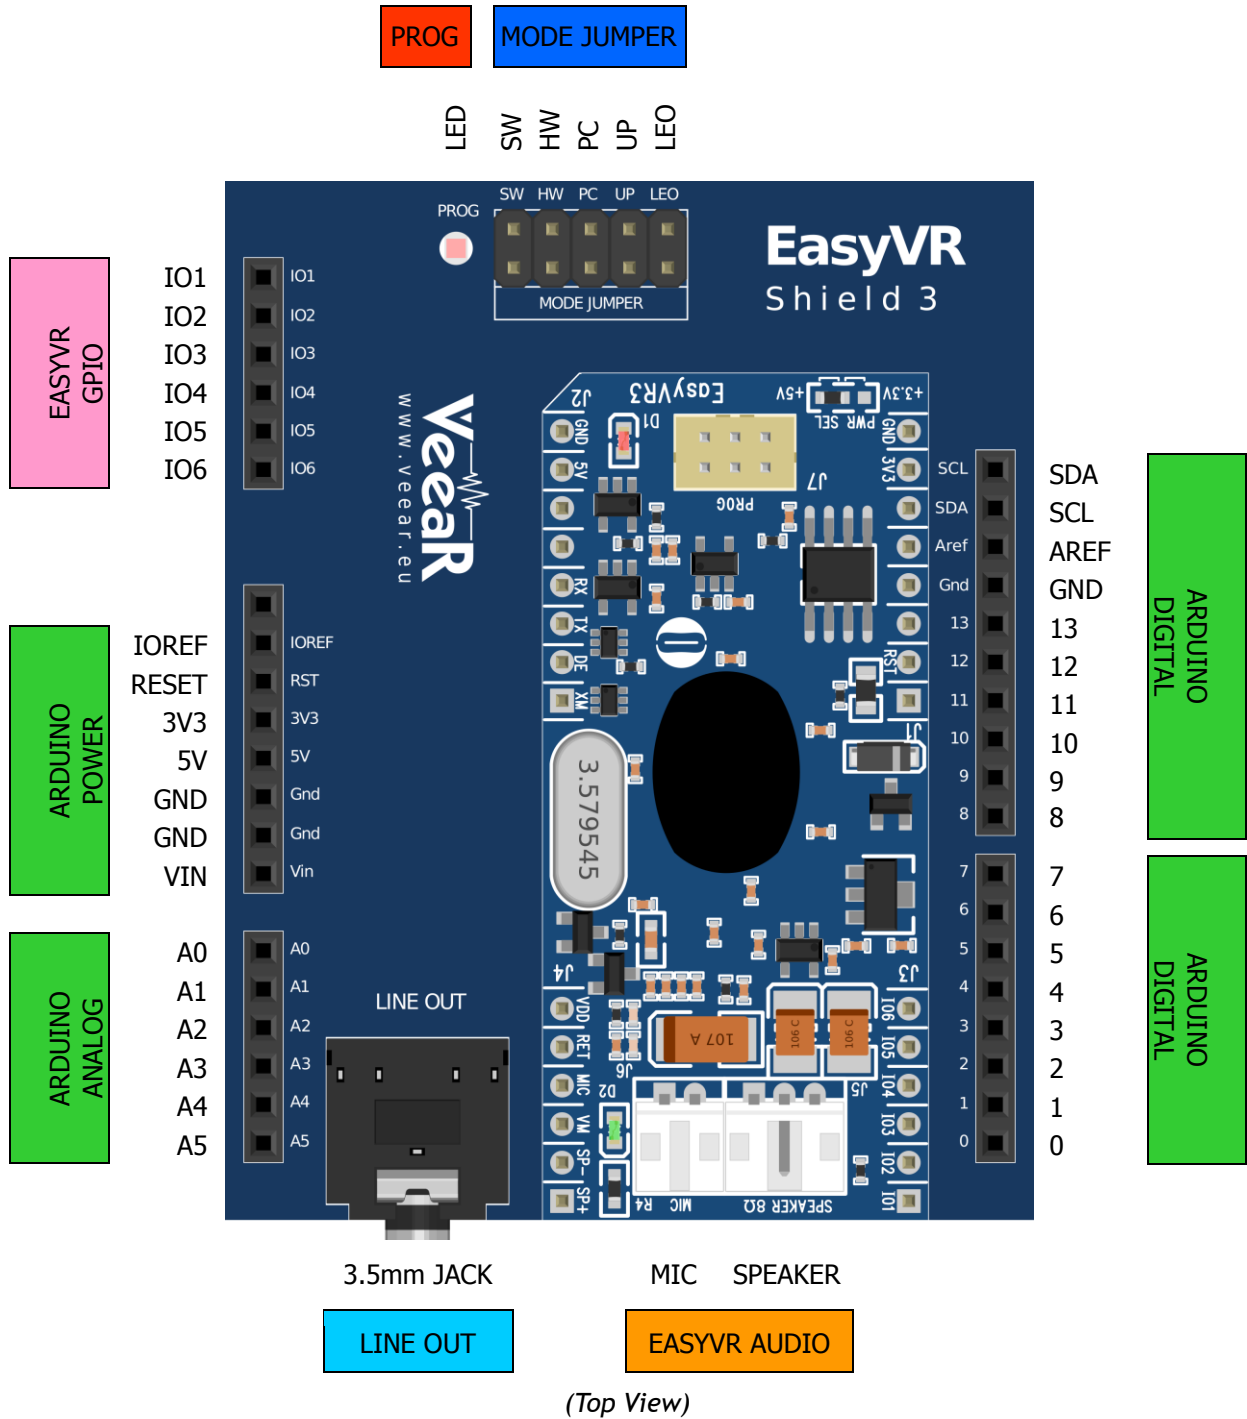 PROG
MODE JUMPER
LED
SW
HW
PC
UP
LEO
SW HW PC UP LEO
PROG
MODE JUMPER
EasyVR
Shield 3
EASYVR
GPIO
IO1
IO2
IO3
IO4
IO5
IO6
IO1
IO2
IO3
IO4
IO5
IO6
VeeaR
www.veear.eu
ARDUINO
POWER
IOREF
RESET
3V3
5V
GND
GND
VIN
IOREF
RST
3V3
5V
Gnd
Gnd
Vin
ARDUINO
ANALOG
A0
A1
A2
A3
A4
A5
A0
A1
A2
A3
A4
A5
LINE OUT
J2
EasyVR3
D1
+5V
+3.3V
PWR SEL
GND
5V
RX
TX
DE
XM
J7
PROG
GND
3V3
RST
J1
3.579545
J4
VDD
RET
MIC
VM
SP-
SP+
J6
D2
R4
107 A
106 C
106 C
J5
J3
IO6
IO5
IO4
IO3
IO2
IO1
MIC
SPEAKER 8Ω
SCL
SDA
Aref
Gnd
13
12
11
10
9
8
7
6
5
4
3
2
1
0
SDA
SCL
AREF
GND
13
12
11
10
9
8
7
6
5
4
3
2
1
0
ARDUINO
DIGITAL
ARDUINO
DIGITAL
3.5mm JACK
MIC
SPEAKER
LINE OUT
EASYVR AUDIO
(Top View)